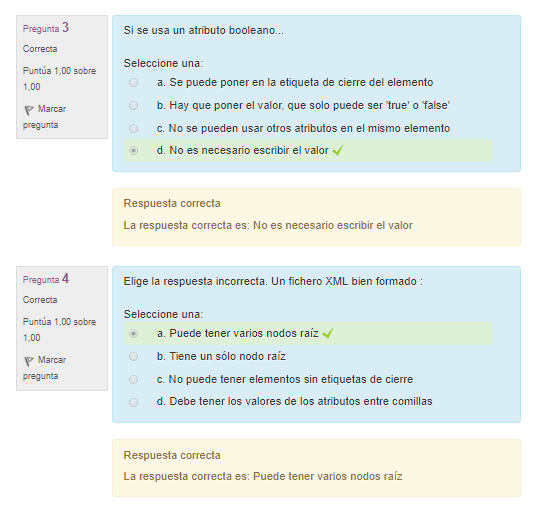 Pregunta 3
Correcta
Puntúa 1,00 sobre
1,00
Marcar
pregunta
Si se usa un atributo booleano...
Seleccione una:
a. Se puede poner en la etiqueta de cierre del elemento
b. Hay que poner el valor, que solo puede ser 'true' o 'false'
c. No se pueden usar otros atributos en el mismo elemento
d. No es necesario escribir el valor
Respuesta correcta
La respuesta correcta es: No es necesario escribir el valor
Pregunta 4
Correcta
Puntúa 1,00 sobre
1,00
Marcar
pregunta
Elige la respuesta incorrecta. Un fichero XML bien formado :
Seleccione una:
a. Puede tener varios nodos raíz
b. Tiene un sólo nodo raíz
c. No puede tener elementos sin etiquetas de cierre
d. Debe tener los valores de los atributos entre comillas
Respuesta correcta
La respuesta correcta es: Puede tener varios nodos raíz